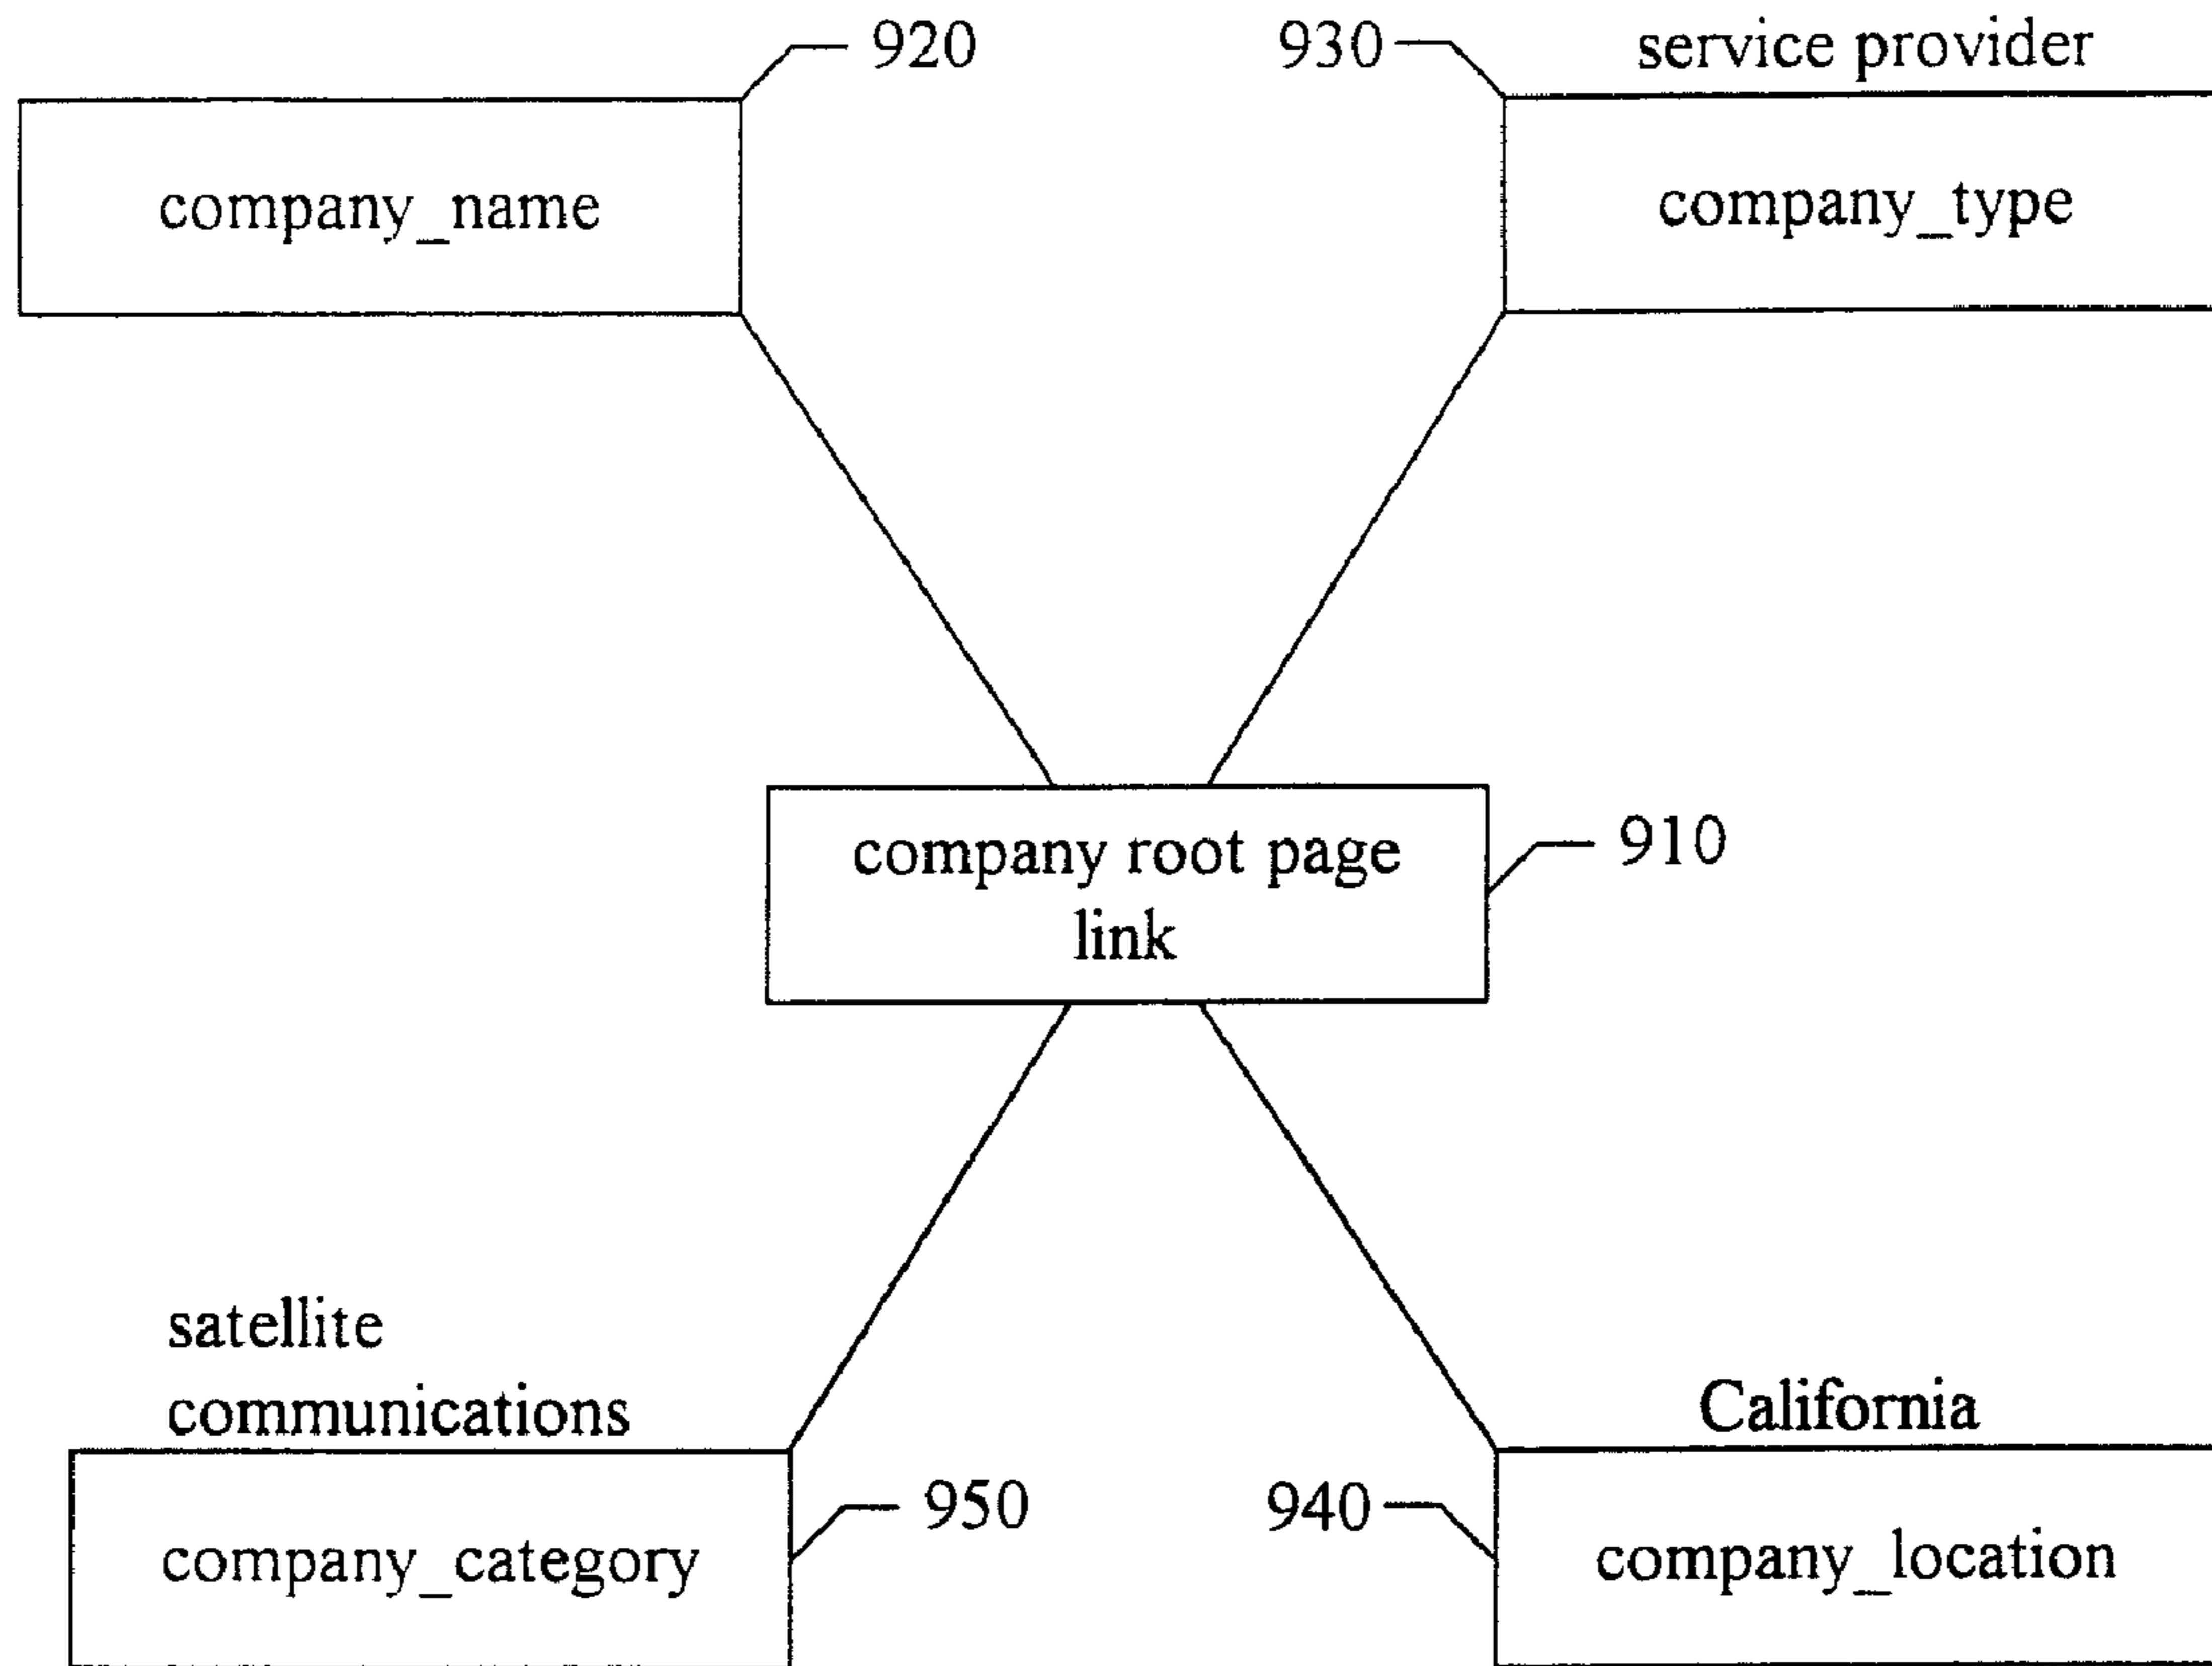 920
930
service provider
company_name
company_type
company root page
link
910
satellite
communications
California
950
940
company_category
company_location